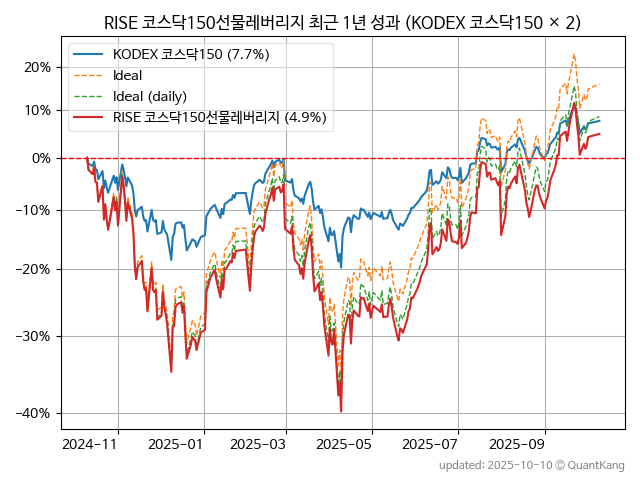 RISE 코스닥150선물레버리지 최근 1년 성과 (KODEX 코스닥150 × 2)
KODEX 코스닥150 (7.7%)
Ideal
Ideal (daily)
RISE 코스닥150선물레버리지 (4.9%)
20%
10%
0%
−10%
−20%
−30%
−40%
2024-11 2025-01 2025-03 2025-05 2025-07 2025-09
updated: 2025-10-10 © QuantKang